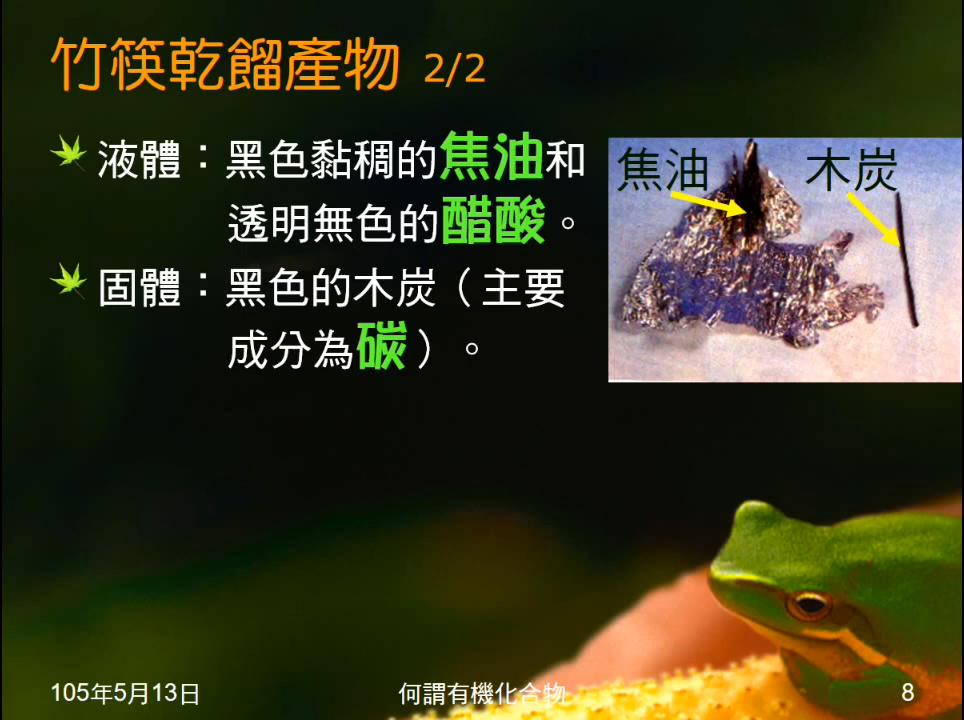 竹筷乾餾產物 2/2
液體：黑色黏稠的焦油和
透明無色的醋酸。
固體：黑色的木炭（主要
成分為碳）。
焦油 木炭
105年5月13日 何謂有機化合物 8